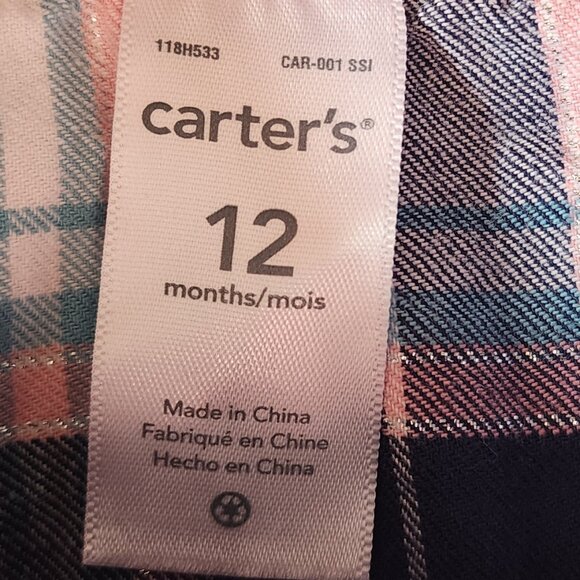 118H533 CAR-001 SSI
carter's®
12
months/mois
Made in China
Fabriqué en Chine
Hecho en China